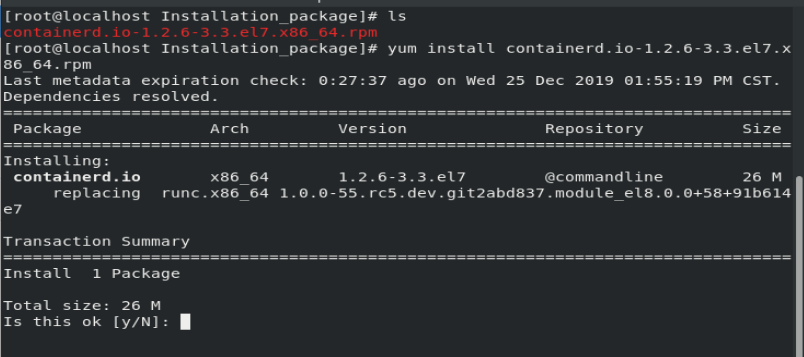 [root@localhost Installation_package]# ls
containerd.io-1.2.6-3.3.el7.x86_64.rpm
[root@localhost Installation_package]# yum install containerd.io-1.2.6-3.3.el7.x
86_64.rpm
Last metadata expiration check: 0:27:37 ago on Wed 25 Dec 2019 01:55:19 PM CST.
Dependencies resolved.
================================================================================
 Package          Arch         Version              Repository             Size
================================================================================
Installing:
 containerd.io    x86_64       1.2.6-3.3.el7        @commandline           26 M
     replacing  runc.x86_64 1.0.0-55.rc5.dev.git2abd837.module_el8.0.0+58+91b614
e7

Transaction Summary
================================================================================
Install  1 Package

Total size: 26 M
Is this ok [y/N]: